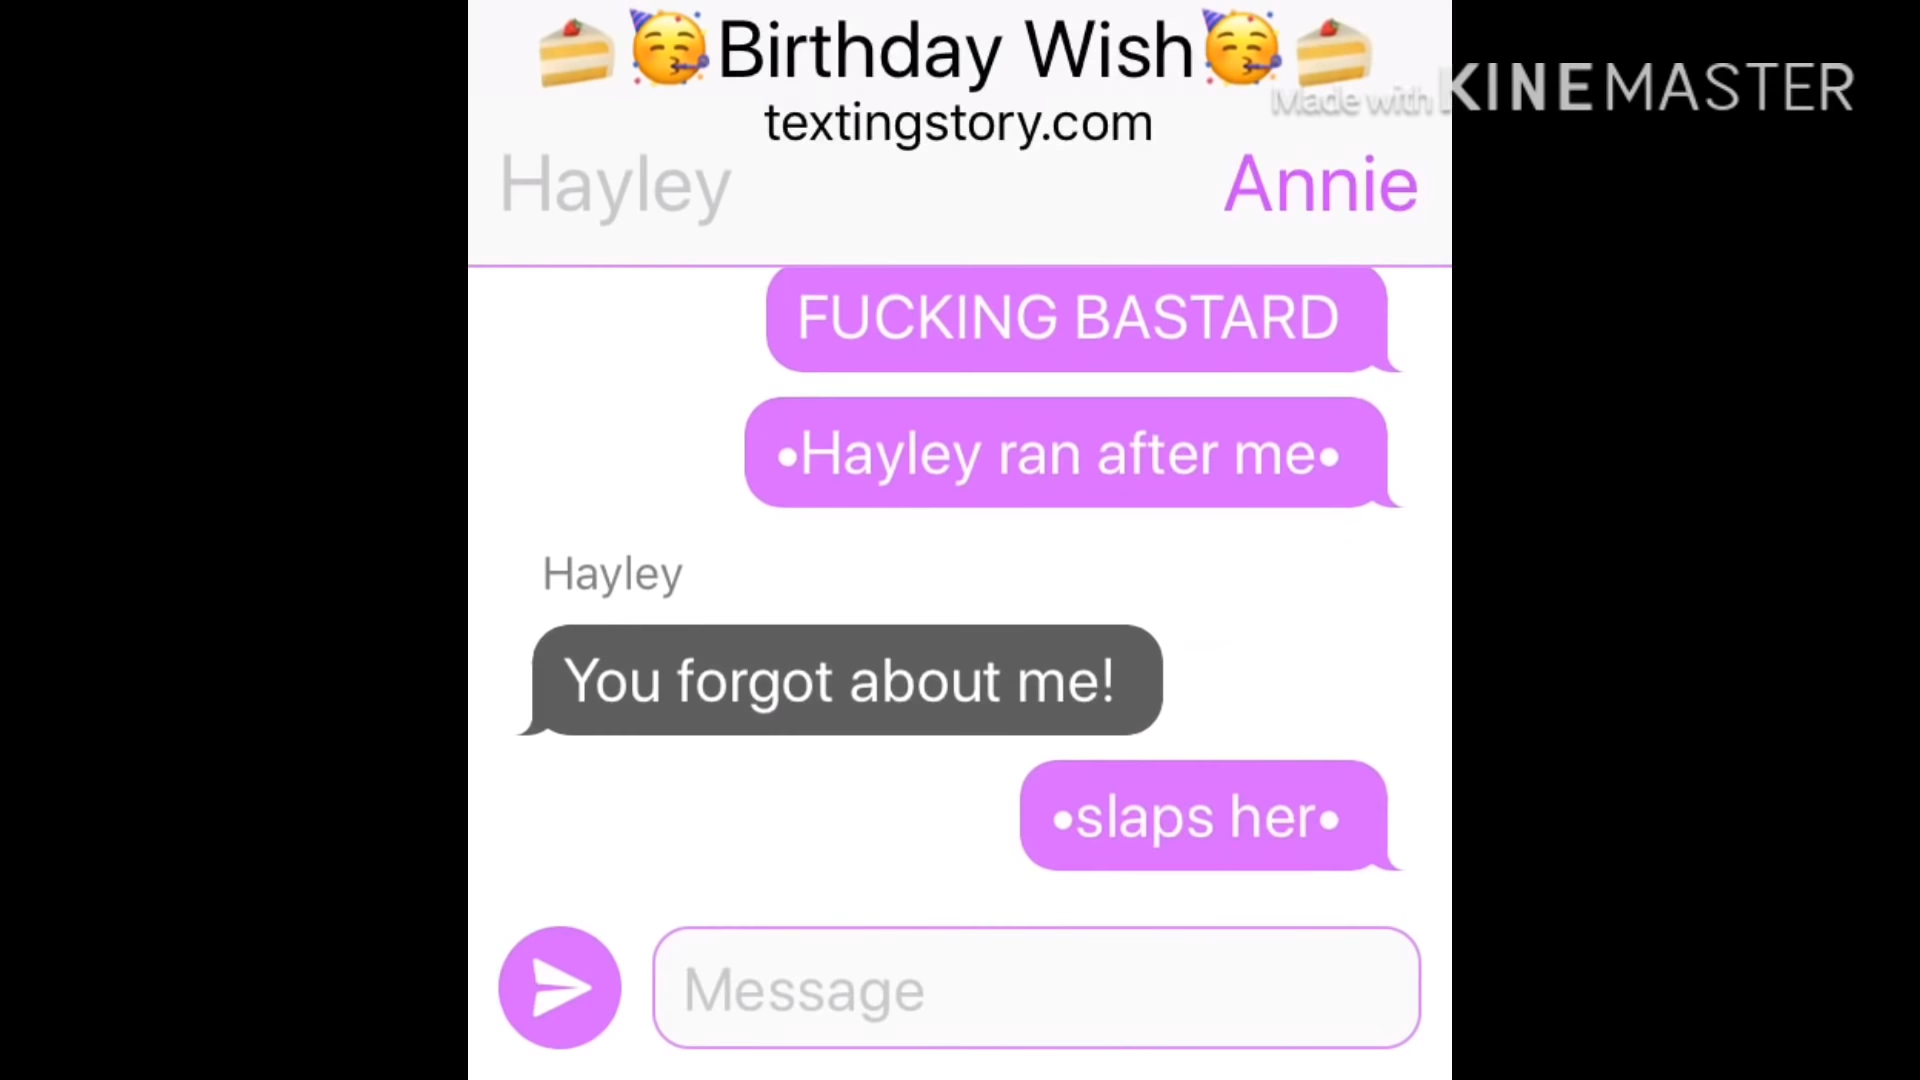 🍰🥳Birthday Wish🥳🍰
textingstory.com
Made with KINEMASTER
Hayley
Annie
FUCKING BASTARD
•Hayley ran after me•
Hayley
You forgot about me!
•slaps her•
Message